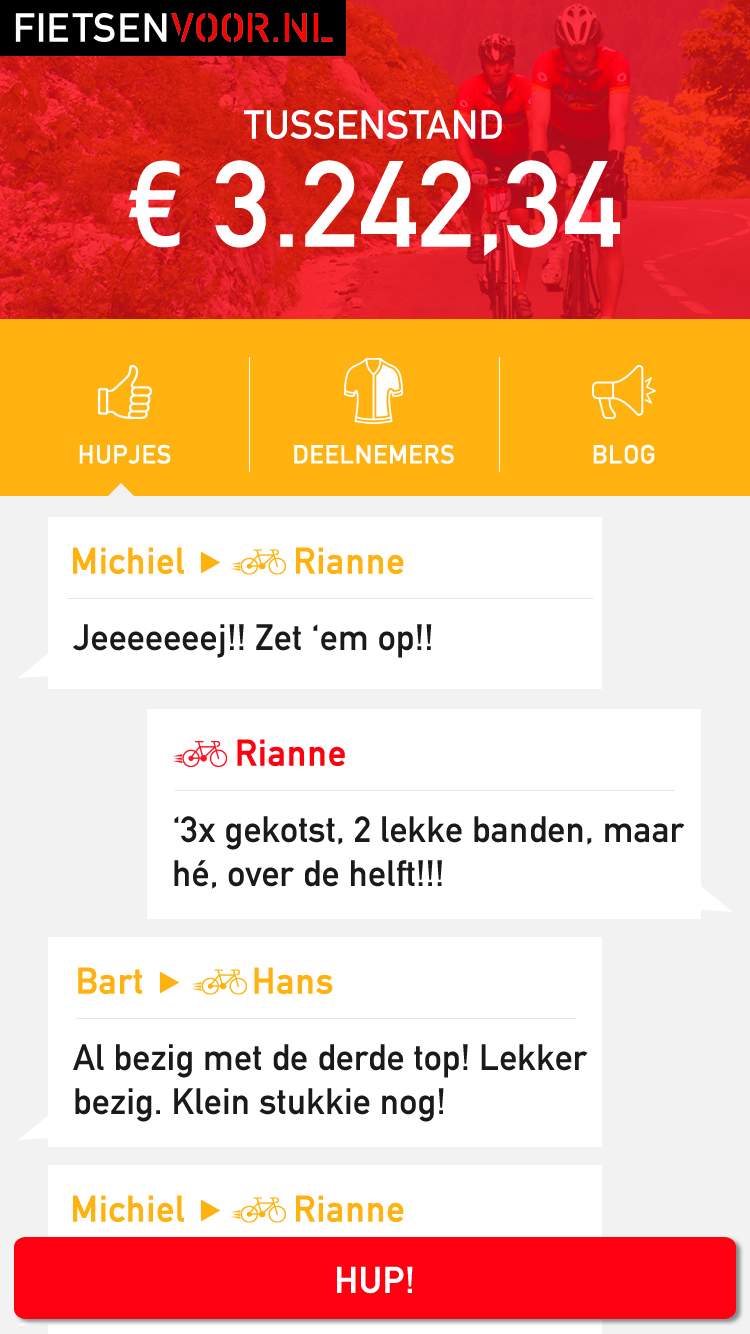 FIETSENVOOR.NL
TUSSENSTAND
€ 3.242,34
HUPJES
DEELNEMERS
BLOG
Michiel ► Rianne
Jeeeeeeej!! Zet ‘em op!!
Rianne
‘3x gekotst, 2 lekke banden, maar
hé, over de helft!!!
Bart ► Hans
Al bezig met de derde top! Lekker
bezig. Klein stukkie nog!
Michiel ► Rianne
HUP!